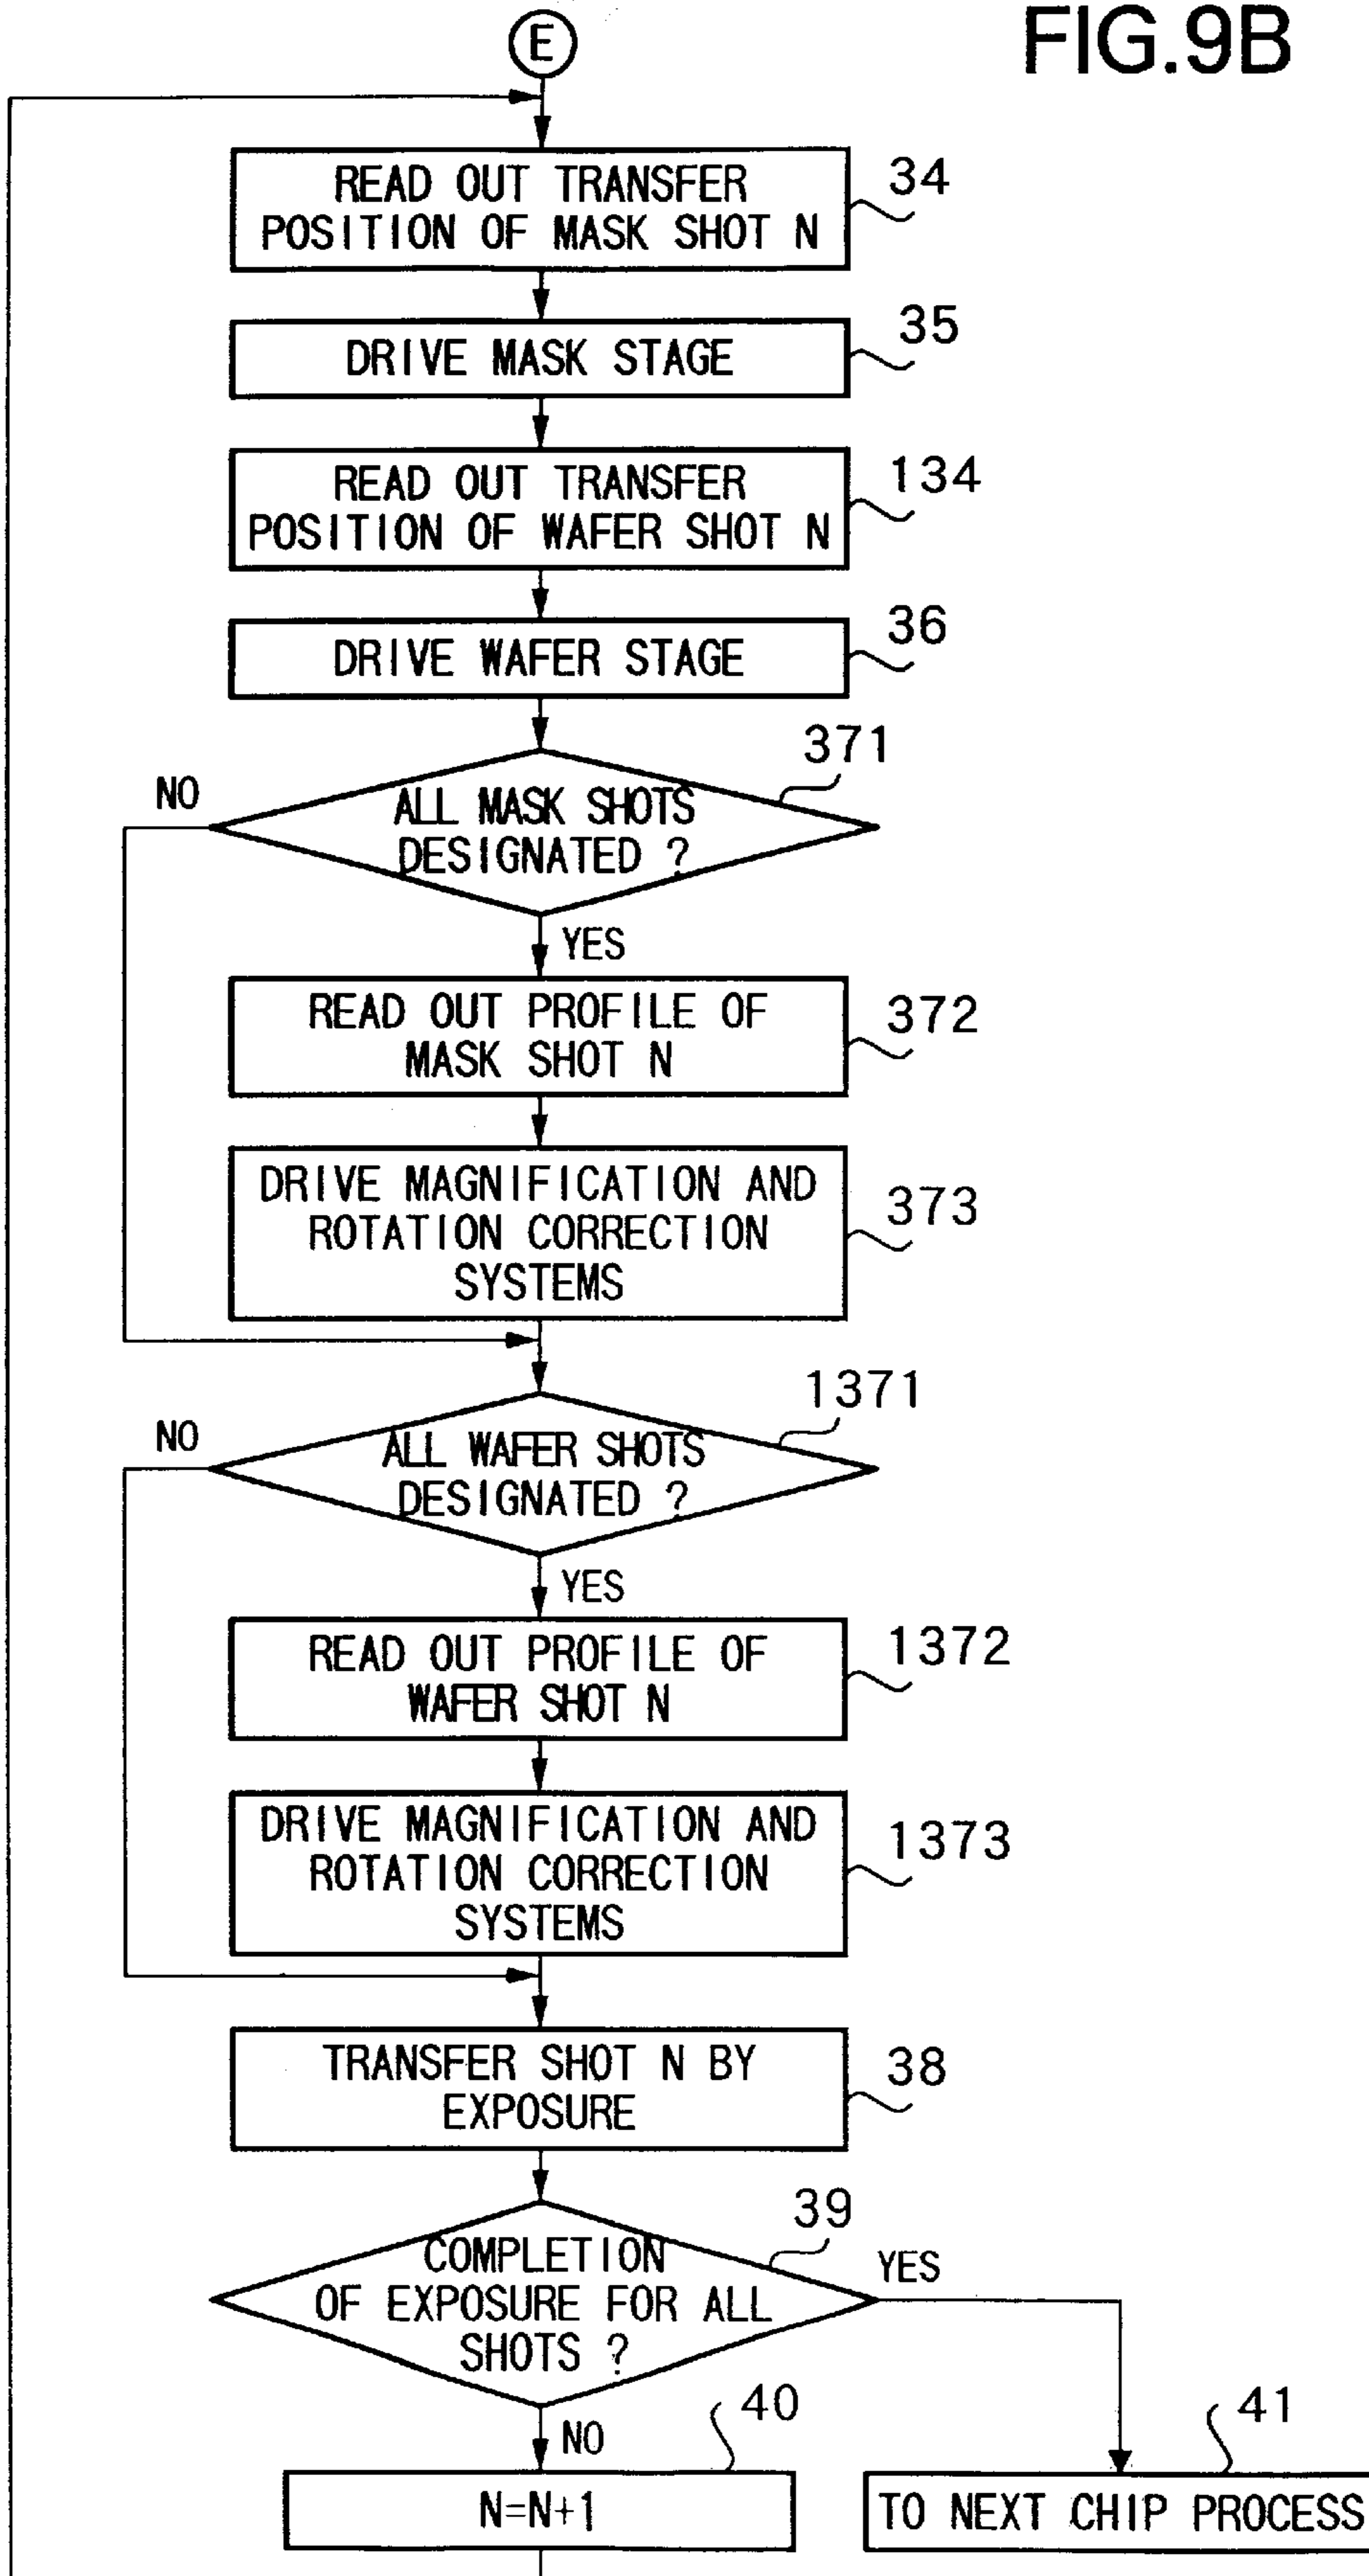 FIG.9B
E
READ OUT TRANSFER
POSITION OF MASK SHOT N
34
DRIVE MASK STAGE
35
READ OUT TRANSFER
POSITION OF WAFER SHOT N
134
DRIVE WAFER STAGE
36
371
NO
ALL MASK SHOTS
DESIGNATED ?
YES
READ OUT PROFILE OF
MASK SHOT N
372
DRIVE MAGNIFICATION AND
ROTATION CORRECTION
SYSTEMS
373
1371
NO
ALL WAFER SHOTS
DESIGNATED ?
YES
READ OUT PROFILE OF
WAFER SHOT N
1372
DRIVE MAGNIFICATION AND
ROTATION CORRECTION
SYSTEMS
1373
TRANSFER SHOT N BY
EXPOSURE
38
39
COMPLETION
OF EXPOSURE FOR ALL
SHOTS ?
YES
NO
40
N=N+1
41
TO NEXT CHIP PROCESS